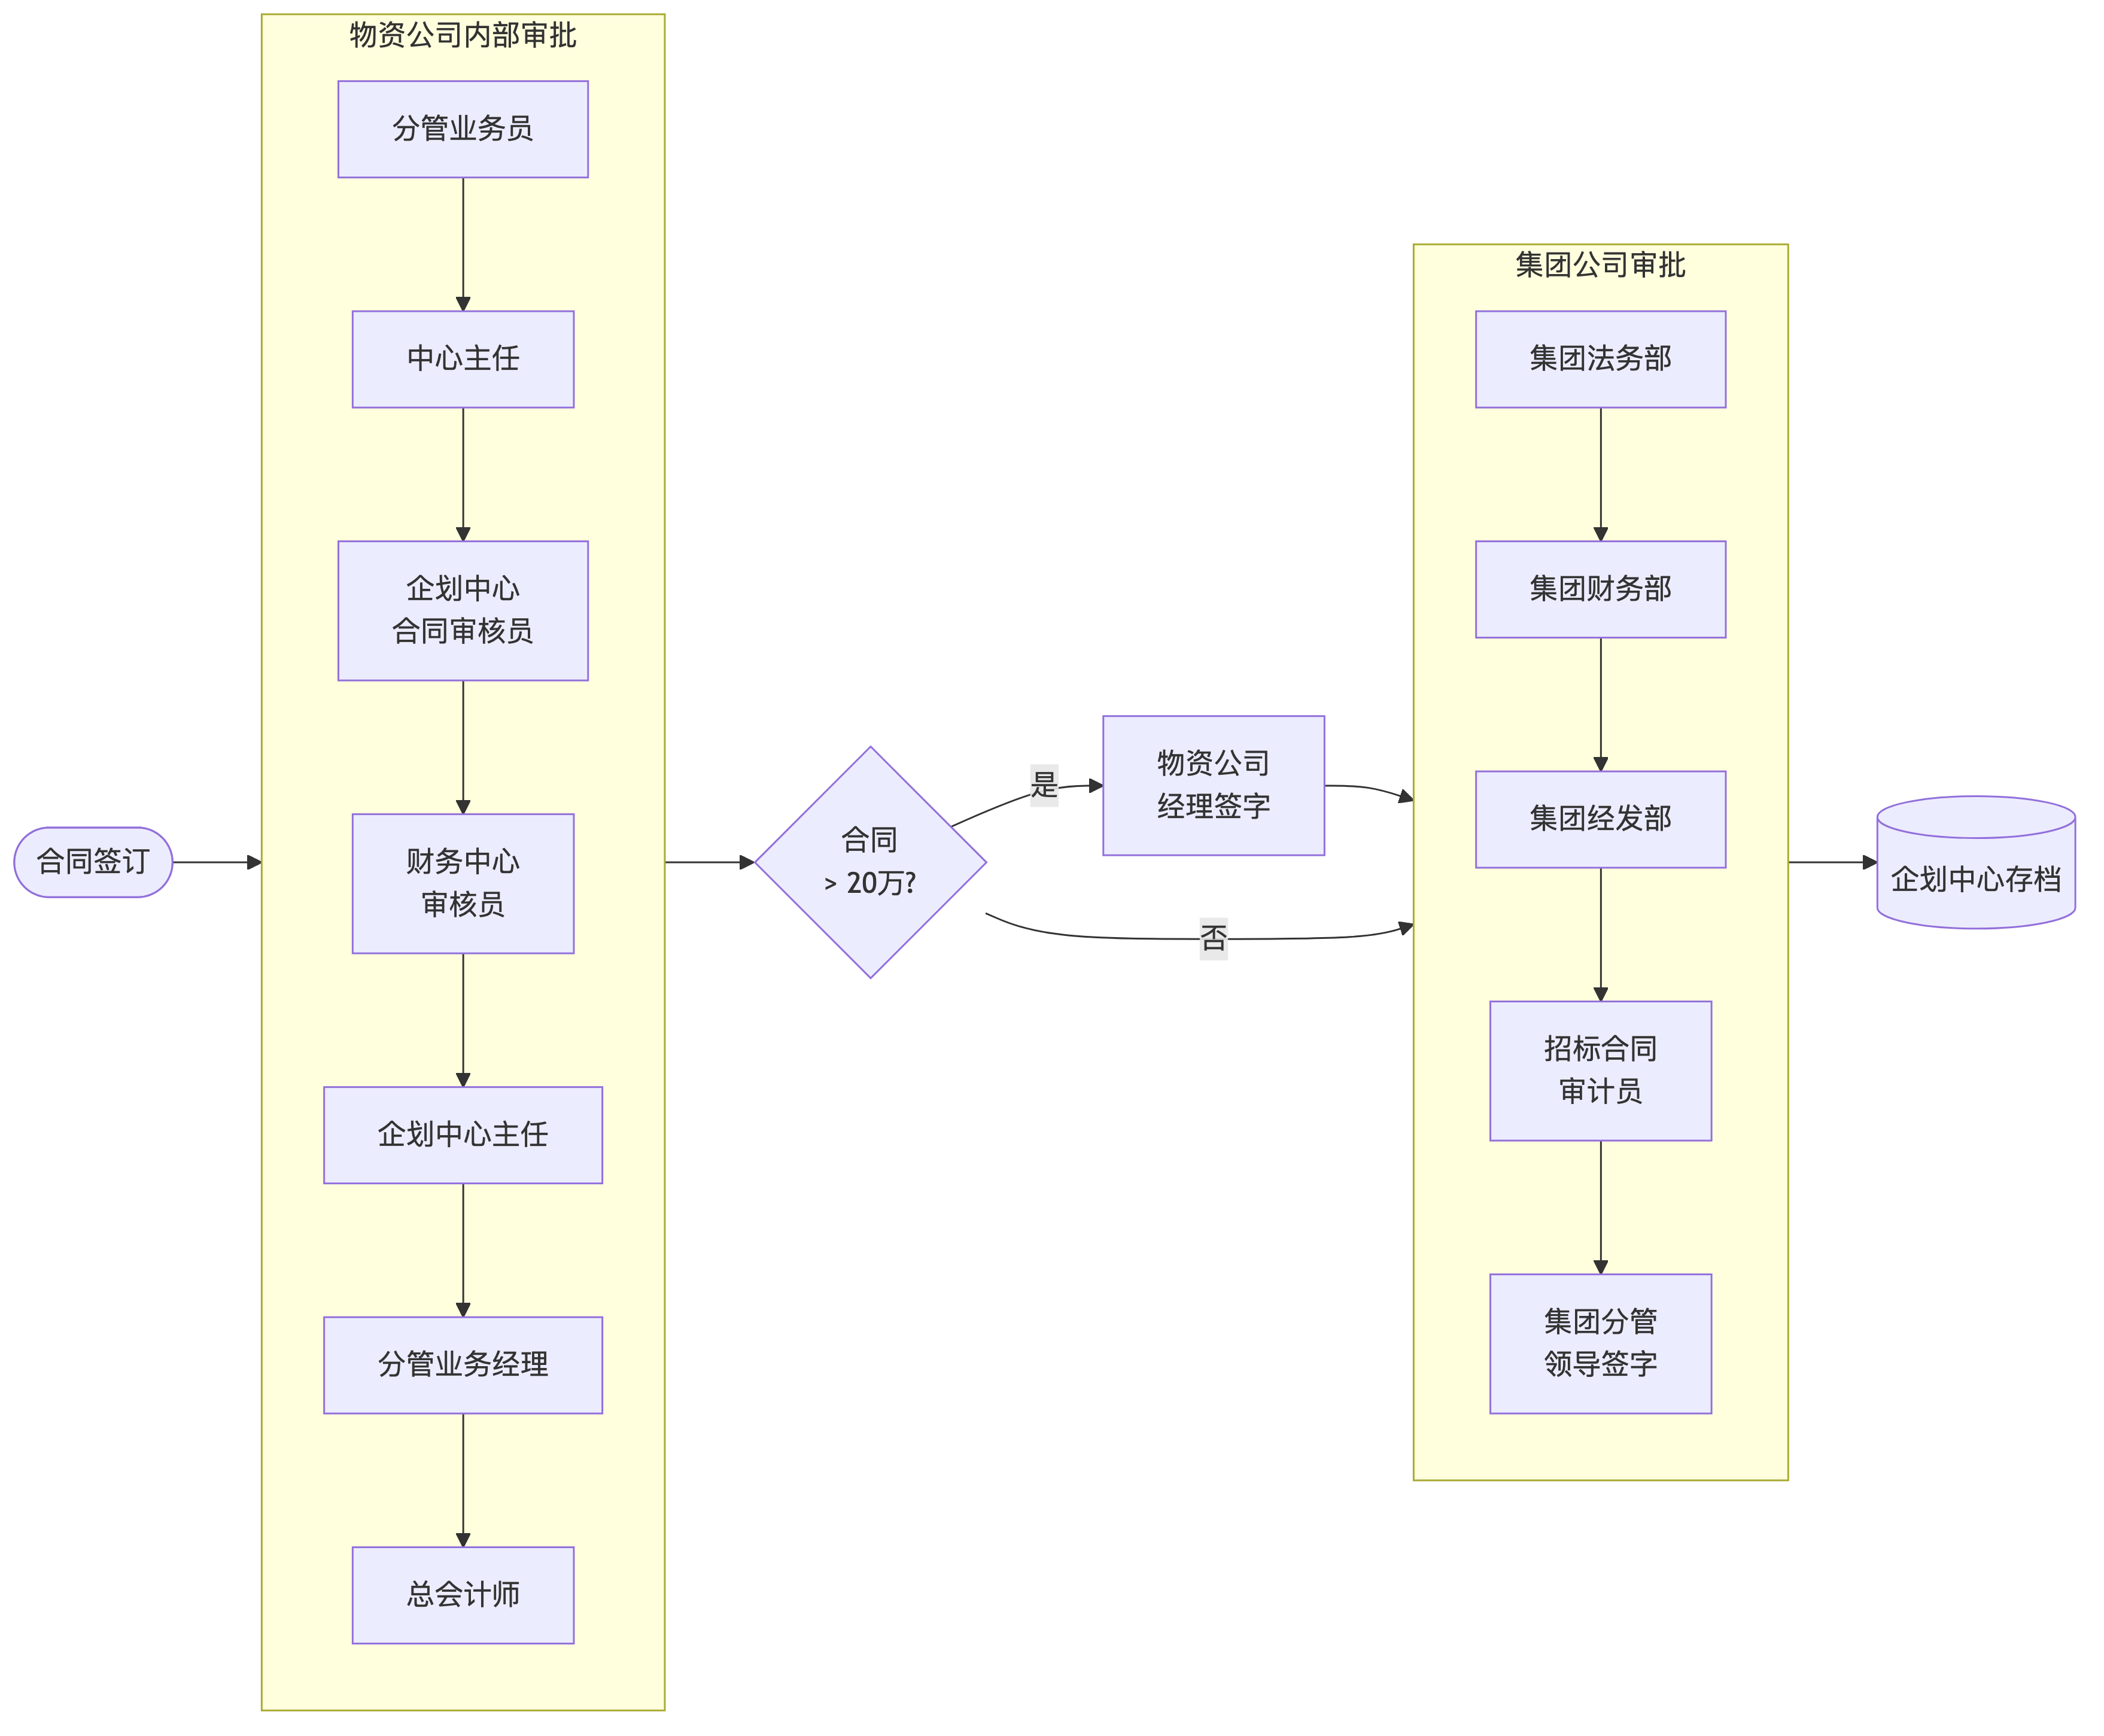 物资公司内部审批
分管业务员
中心主任
企划中心
合同审核员
财务中心
审核员
企划中心主任
分管业务经理
总会计师
合同签订
合同
> 20万?
是
否
物资公司
经理签字
集团公司审批
集团法务部
集团财务部
集团经发部
招标合同
审计员
集团分管
领导签字
企划中心存档